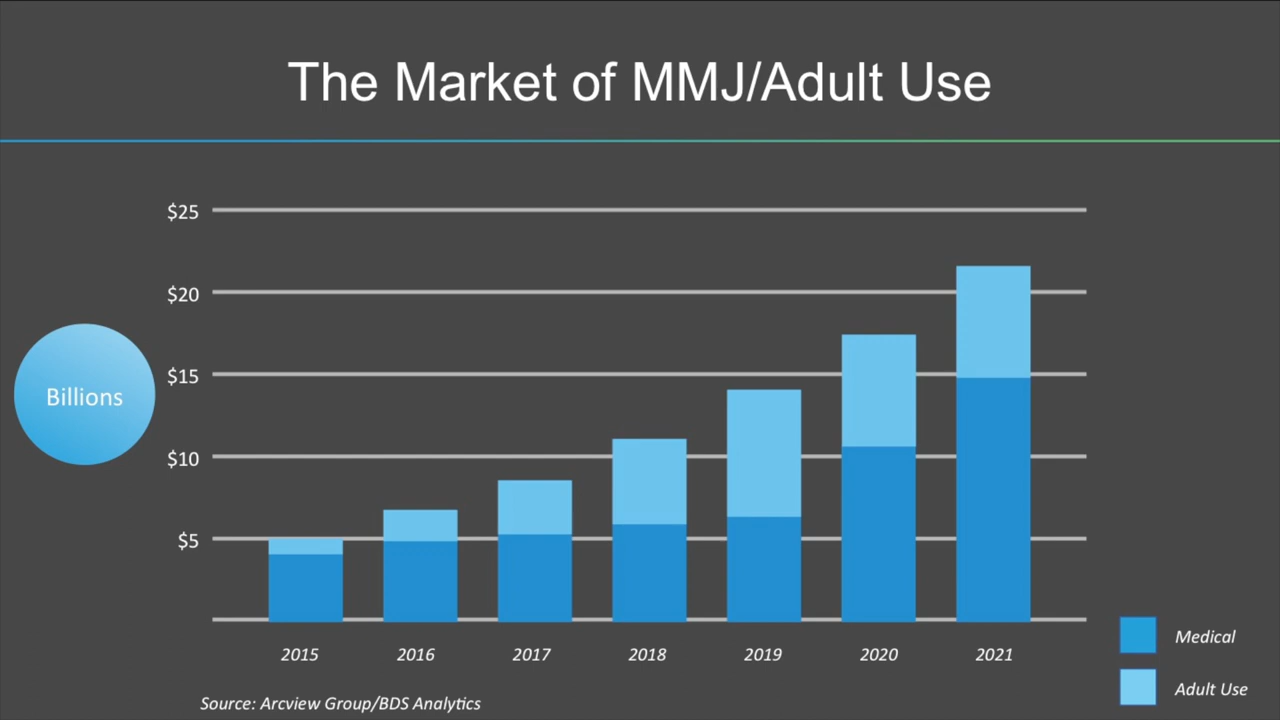 The Market of MMJ/Adult Use
$25
$20
$15
$10
$5
Billions
2015 2016 2017 2018 2019 2020 2021
Medical
Adult Use
Source: Arcview Group/BDS Analytics